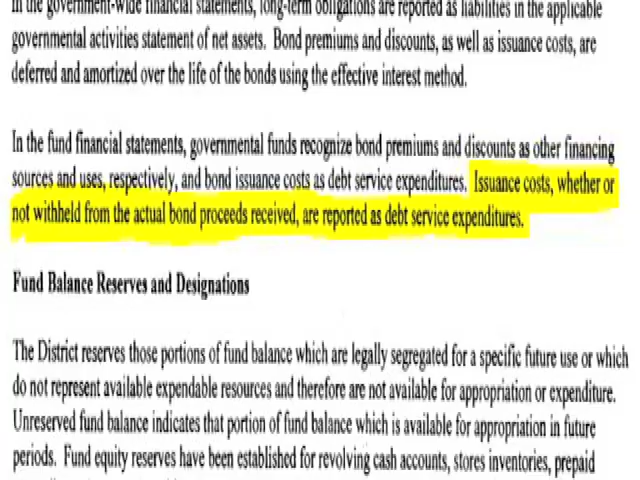 In the government-wide financial statements, long-term obligations are reported as liabilities in the applicable
governmental activities statement of net assets. Bond premiums and discounts, as well as issuance costs, are
deferred and amortized over the life of the bonds using the effective interest method.
In the fund financial statements, governmental funds recognize bond premiums and discounts as other financing
sources and uses, respectively, and bond issuance costs as debt service expenditures. Issuance costs, whether or
not withheld from the actual bond proceeds received, are reported as debt service expenditures.
Fund Balance Reserves and Designations
The District reserves those portions of fund balance which are legally segregated for a specific future use or which
do not represent available expendable resources and therefore are not available for appropriation or expenditure.
Unreserved fund balance indicates that portion of fund balance which is available for appropriation in future
periods. Fund equity reserves have been established for revolving cash accounts, stores inventories, prepaid